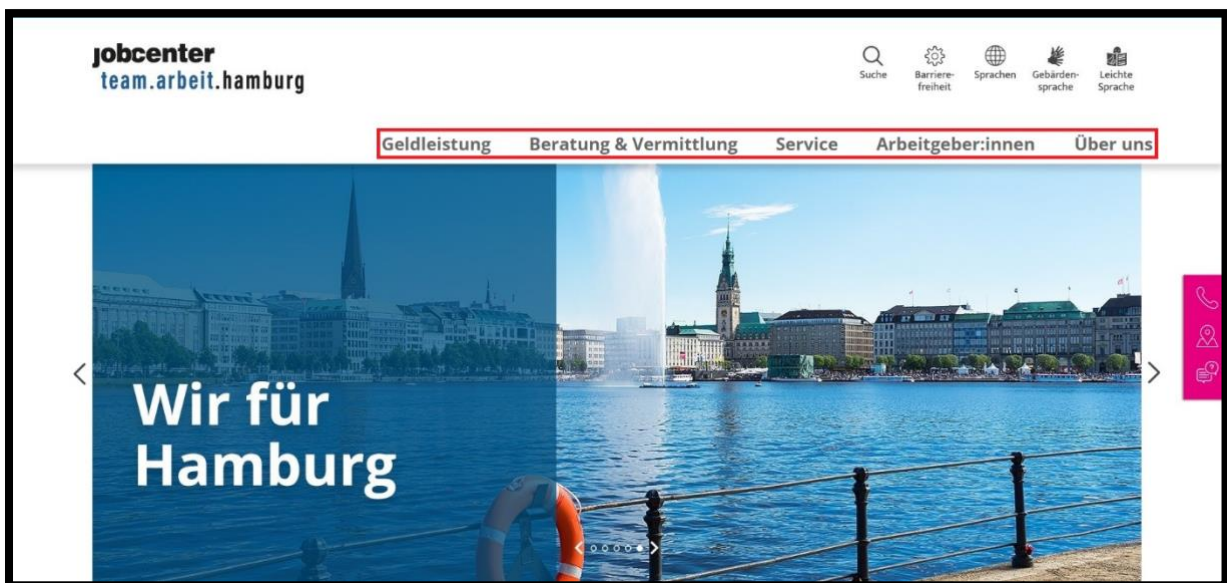 jobcenter
team.arbeit.hamburg
Suche
Barriere-
freiheit
Sprachen
Gebärden-
sprache
Leichte
Sprache
Geldleistung Beratung & Vermittlung Service Arbeitgeber:innen Über uns
Wir für
Hamburg